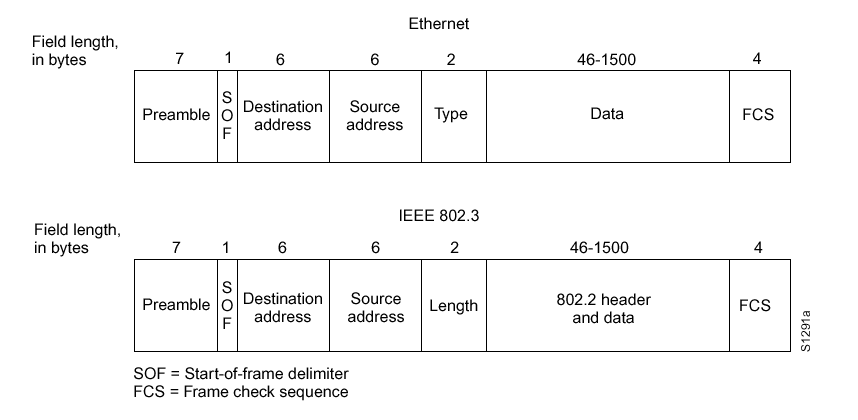 Ethernet
Field length,
in bytes
7 1 6 6 2 46-1500 4
Preamble
S
O
F
Destination
address
Source
address
Type
Data
FCS
IEEE 802.3
Field length,
in bytes
7 1 6 6 2 46-1500 4
Preamble
S
O
F
Destination
address
Source
address
Length
802.2 header
and data
FCS
S1291a
SOF = Start-of-frame delimiter
FCS = Frame check sequence